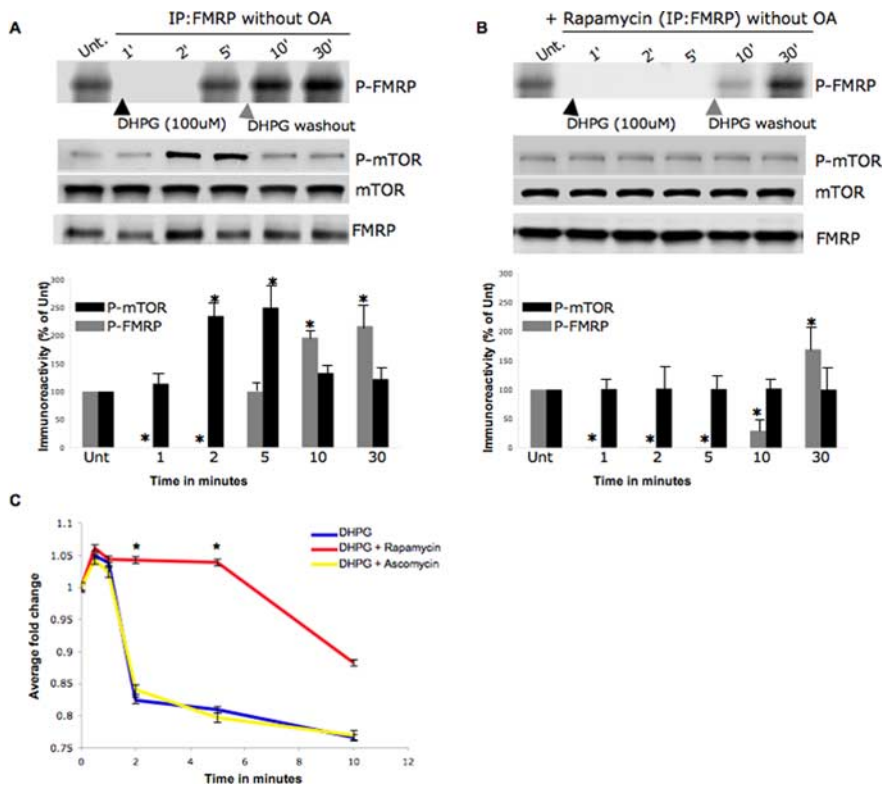 A
IP:FMRP without OA
Unt. 1' 2' 5' 10' 30'
P-FMRP
DHPG (100uM)
DHPG washout
P-mTOR
mTOR
FMRP
Immunoreactivity (% of Unt)
300
250
200
150
100
50
0
P-mTOR
P-FMRP
* * * * * *
Unt 1 2 5 10 30
Time in minutes
B
+ Rapamycin (IP:FMRP) without OA
Unt. 1' 2' 5' 10' 30'
P-FMRP
DHPG (100uM)
DHPG washout
P-mTOR
mTOR
FMRP
Immunoreactivity (% of Unt)
300
250
200
150
100
50
0
P-mTOR
P-FMRP
* * * * *
Unt 1 2 5 10 30
Time in minutes
C
Average fold change
1.1
1.05
1
0.95
0.9
0.85
0.8
0.75
* *
DHPG
DHPG + Rapamycin
DHPG + Ascomycin
0 2 4 6 8 10 12
Time in minutes